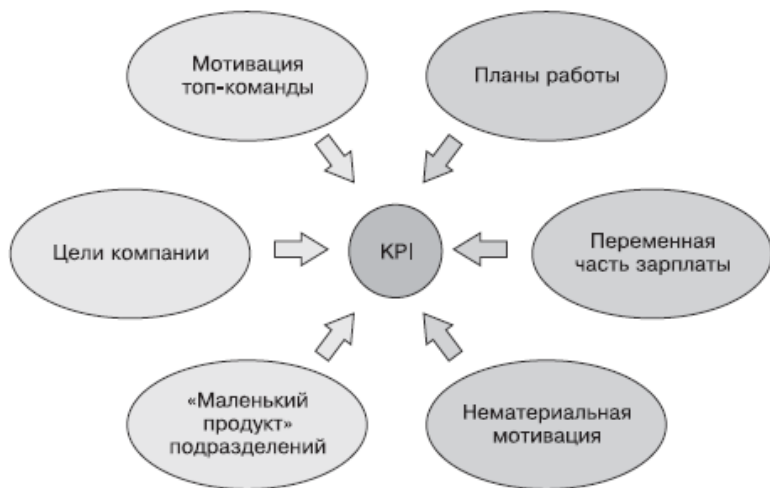 Мотивация
топ-команды
Планы работы
Цели компании
KPI
Переменная
часть зарплаты
«Маленький
продукт»
подразделений
Нематериальная
мотивация